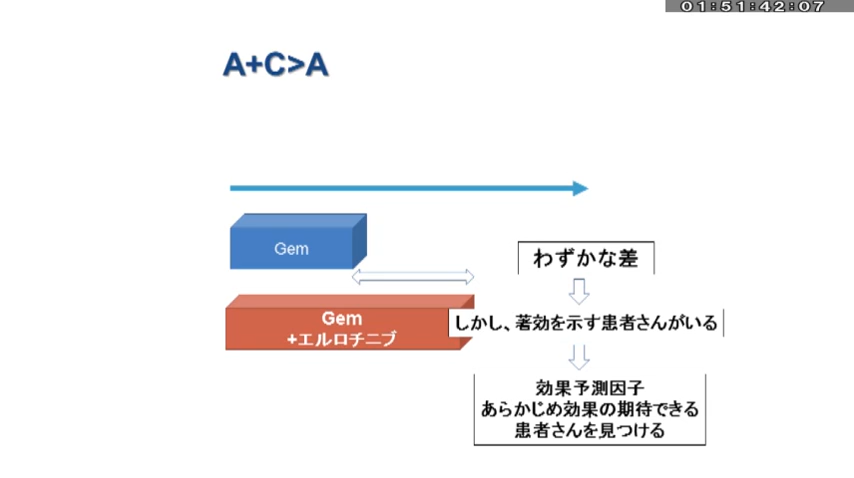 01:51:42:07
A+C>A
Gem
わずかな差
Gem
+エルロチニブ
しかし、著効を示す患者さんがいる
効果予測因子
あらかじめ効果の期待できる
患者さんを見つける